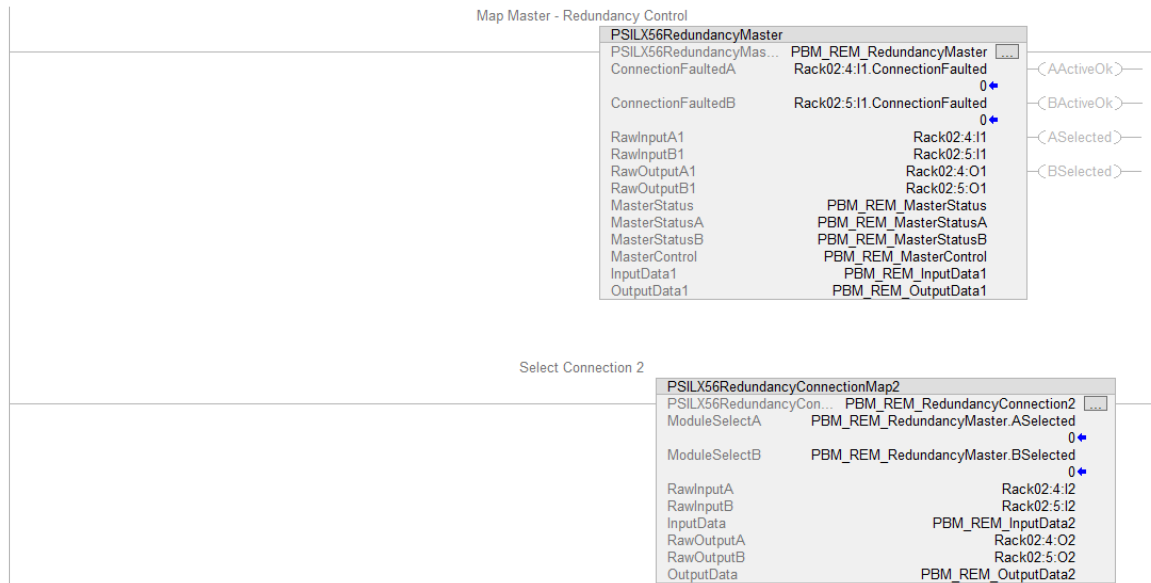 Map Master - Redundancy Control
PSILX56RedundancyMaster
PSILX56RedundancyMas... PBM_REM_RedundancyMaster ...
ConnectionFaultedA Rack02:4:I1.ConnectionFaulted (AActiveOk)
0
ConnectionFaultedB Rack02:5:I1.ConnectionFaulted (BActiveOk)
0
RawInputA1 Rack02:4:I1 (ASelected)
RawInputB1 Rack02:5:I1
RawOutputA1 Rack02:4:O1 (BSelected)
RawOutputB1 Rack02:5:O1
MasterStatus PBM_REM_MasterStatus
MasterStatusA PBM_REM_MasterStatusA
MasterStatusB PBM_REM_MasterStatusB
MasterControl PBM_REM_MasterControl
InputData1 PBM_REM_InputData1
OutputData1 PBM_REM_OutputData1
Select Connection 2
PSILX56RedundancyConnectionMap2
PSILX56RedundancyCon... PBM_REM_RedundancyConnection2 ...
ModuleSelectA PBM_REM_RedundancyMaster.ASelected
0
ModuleSelectB PBM_REM_RedundancyMaster.BSelected
0
RawInputA Rack02:4:I2
RawInputB Rack02:5:I2
InputData PBM_REM_InputData2
RawOutputA Rack02:4:O2
RawOutputB Rack02:5:O2
OutputData PBM_REM_OutputData2